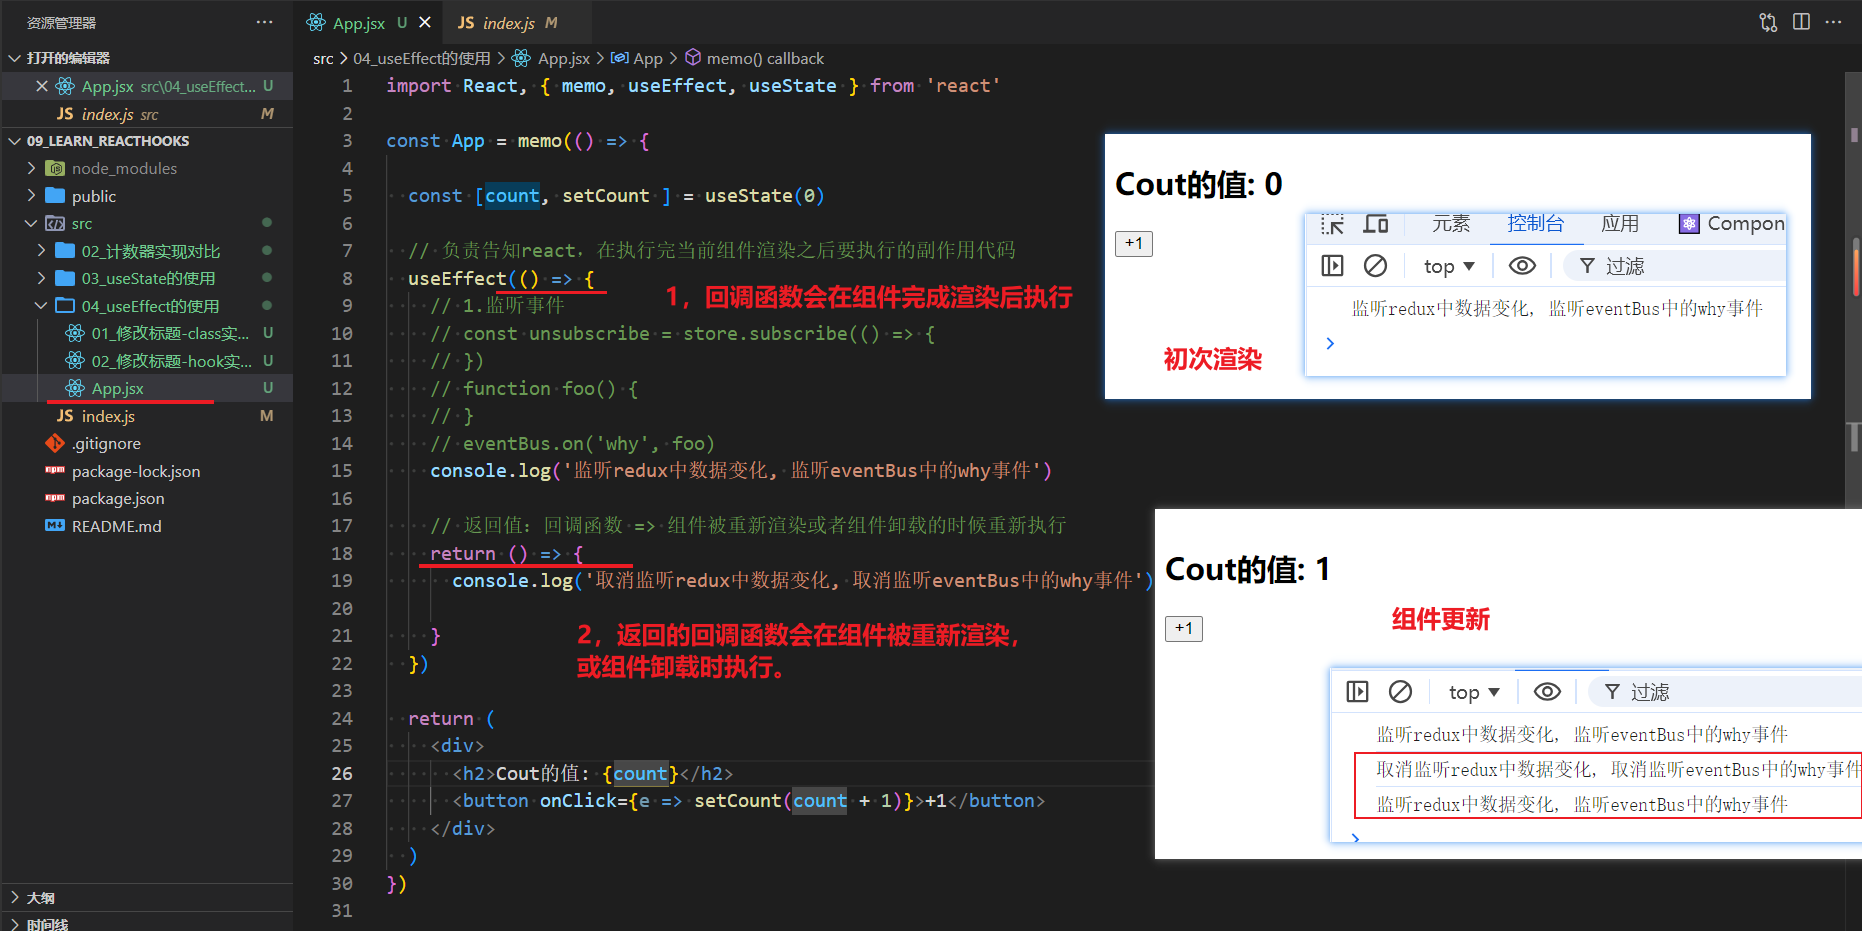 资源管理器 ···
打开的编辑器
App.jsx src\04_useEffect... U
JS index.js src M
09_LEARN_REACTHOOKS
node_modules
public
src
02_计数器实现对比
03_useState的使用
04_useEffect的使用
01_修改标题-class实... U
02_修改标题-hook实... U
App.jsx U
JS index.js M
.gitignore
npm package-lock.json
npm package.json
README.md
大纲
时间线
App.jsx U
JS index.js M
src > 04_useEffect的使用 > App.jsx > App > memo() callback
1 import React, { memo, useEffect, useState } from 'react'
2
3 const App = memo(() => {
4
5 const [count, setCount ] = useState(0)
6
7 // 负责告知react, 在执行完当前组件渲染之后要执行的副作用代码
8 useEffect(() => {
9 // 1.监听事件
10 // const unsubscribe = store.subscribe(() => {
11 // })
12 // function foo() {
13 // }
14 // eventBus.on('why', foo)
15 console.log('监听redux中数据变化, 监听eventBus中的why事件')
16
17 // 返回值: 回调函数 => 组件被重新渲染或者组件卸载的时候重新执行
18 return () => {
19 console.log('取消监听redux中数据变化, 取消监听eventBus中的why事件')
20
21 }
22 })
23
24 return (
25 <div>
26 <h2>Cout的值: {count}</h2>
27 <button onClick={e => setCount(count + 1)}>+1</button>
28 </div>
29 )
30 })
31
1，回调函数会在组件完成渲染后执行
2，返回的回调函数会在组件被重新渲染，
或组件卸载时执行。
Cout的值: 0
+1
初次渲染
元素 控制台 应用 Compon
top ▼ 过滤
监听redux中数据变化, 监听eventBus中的why事件
Cout的值: 1
+1
组件更新
top ▼ 过滤
监听redux中数据变化, 监听eventBus中的why事件
取消监听redux中数据变化, 取消监听eventBus中的why事件
监听redux中数据变化, 监听eventBus中的why事件